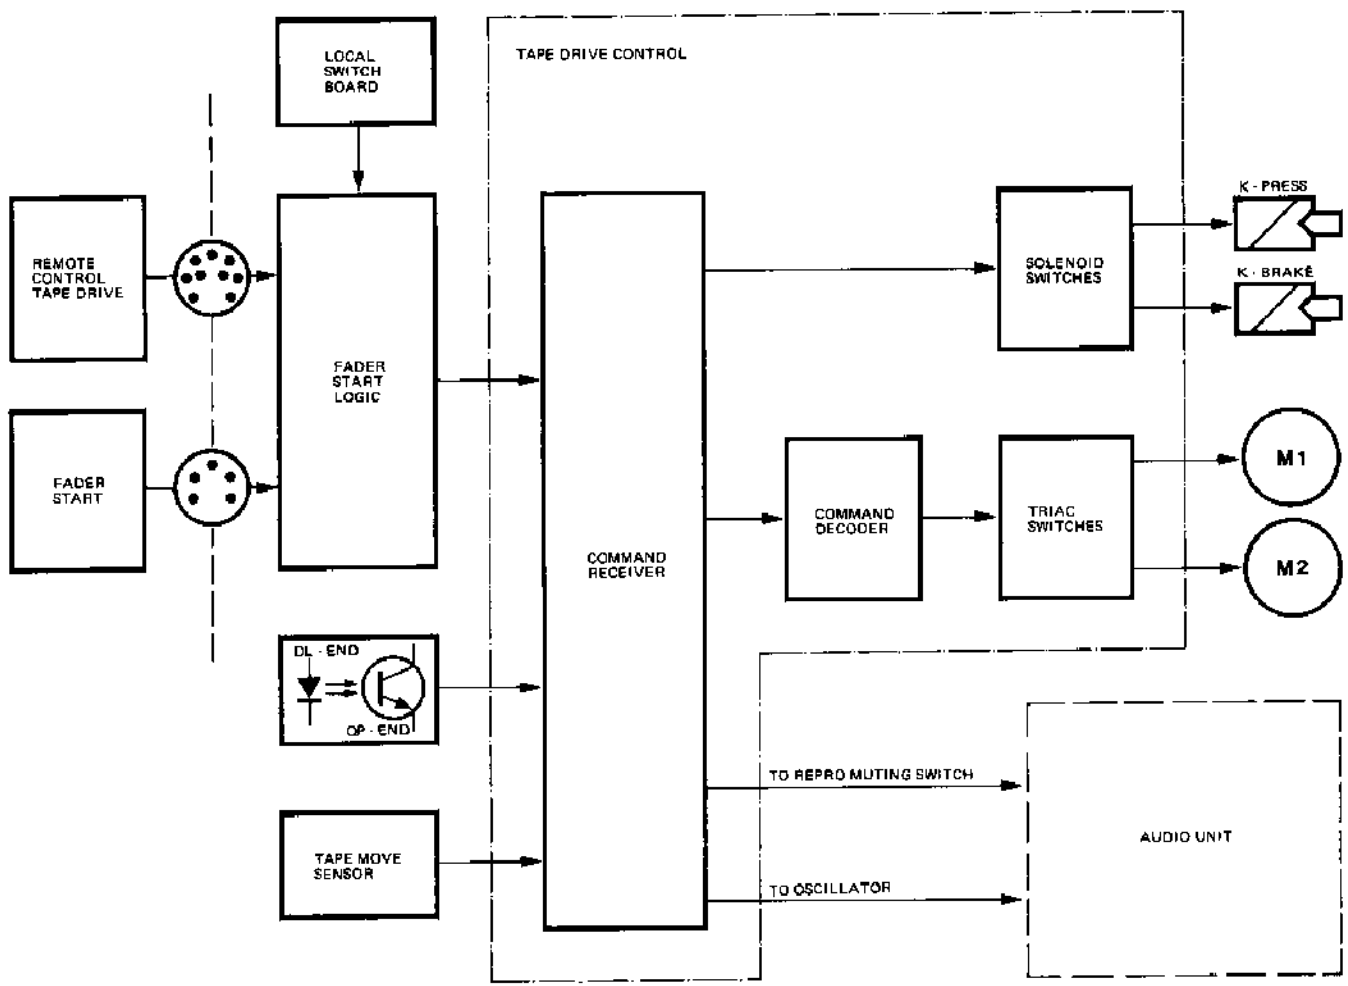 LOCAL
SWITCH
BOARD
TAPE DRIVE CONTROL
REMOTE
CONTROL
TAPE DRIVE
FADER
START
LOGIC
FADER
START
DL - END
OP - END
TAPE MOVE
SENSOR
COMMAND
RECEIVER
SOLENOID
SWITCHES
K - PRESS
K - BRAKE
COMMAND
DECODER
TRIAC
SWITCHES
M1
M2
TO REPRO MUTING SWITCH
TO OSCILLATOR
AUDIO UNIT